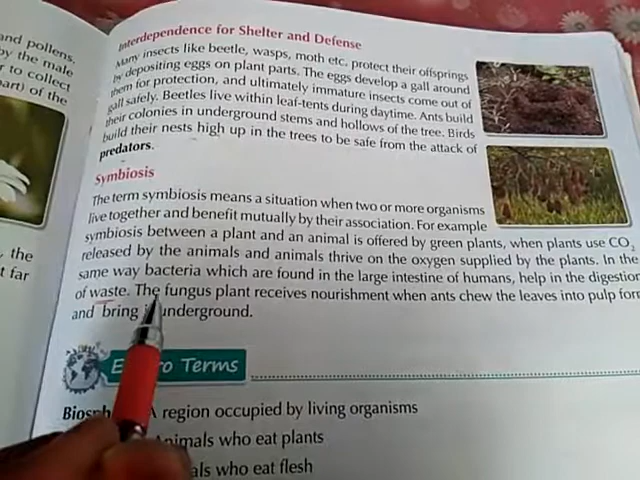 and pollens,
by the male
r to collect
part) of the
, the
t far
Interdependence for Shelter and Defense
Many insects like beetle, wasps, moth etc, protect their offsprings
by depositing eggs on plant parts. The eggs develop a gall around
them for protection, and ultimately immature insects come out of
gall safely. Beetles live within leaf-tents during daytime. Ants build
their colonies in underground stems and hollows of the tree. Birds
build their nests high up in the trees to be safe from the attack of
predators.
Symbiosis
The term symbiosis means a situation when two or more organisms
live together and benefit mutually by their association. For example
symbiosis between a plant and an animal is offered by green plants, when plants use CO₂
released by the animals and animals thrive on the oxygen supplied by the plants. In the
same way bacteria which are found in the large intestine of humans, help in the digestion
of waste. The fungus plant receives nourishment when ants chew the leaves into pulp form
and bring underground.
Terms
A region occupied by living organisms
Animals who eat plants
als who eat flesh